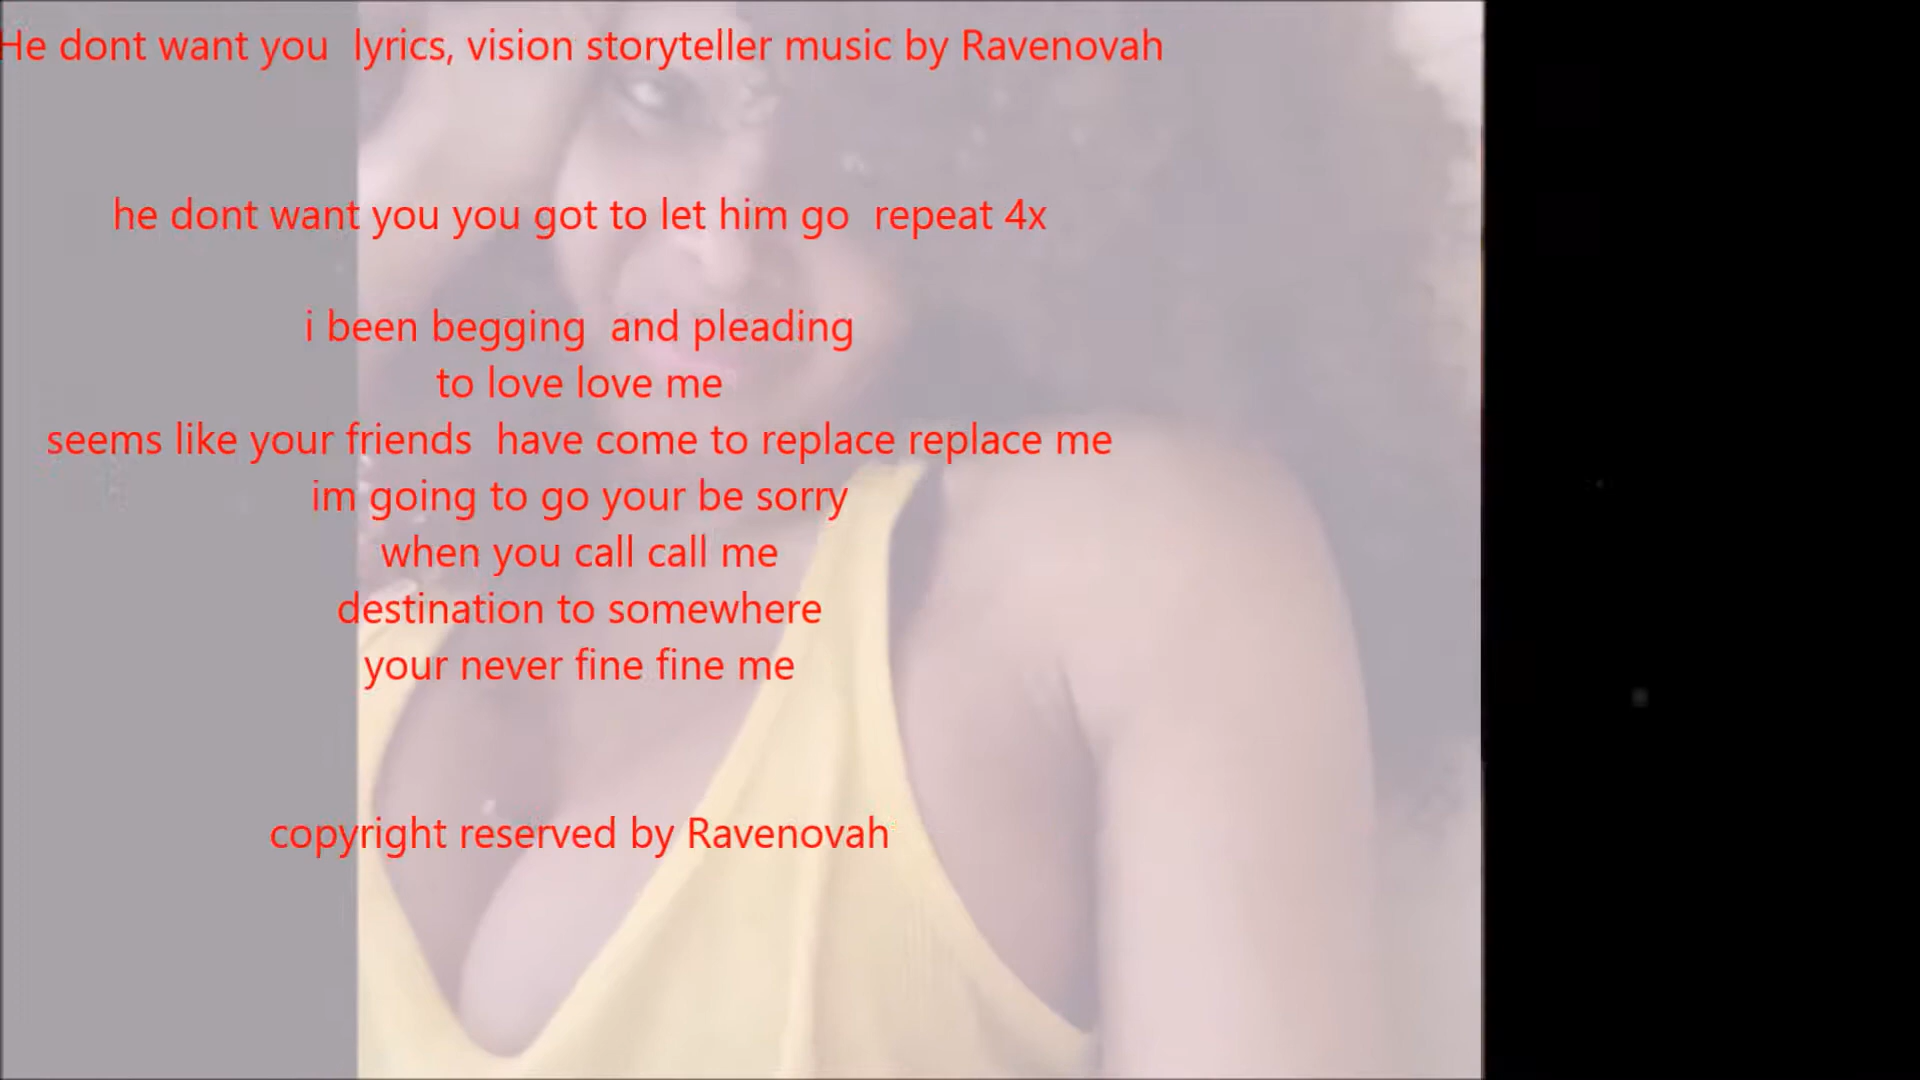 He dont want you  lyrics, vision storyteller music by Ravenovah
he dont want you you got to let him go  repeat 4x
i been begging  and pleading
to love love me
seems like your friends  have come to replace replace me
im going to go your be sorry
when you call call me
destination to somewhere
your never fine fine me
copyright reserved by Ravenovah